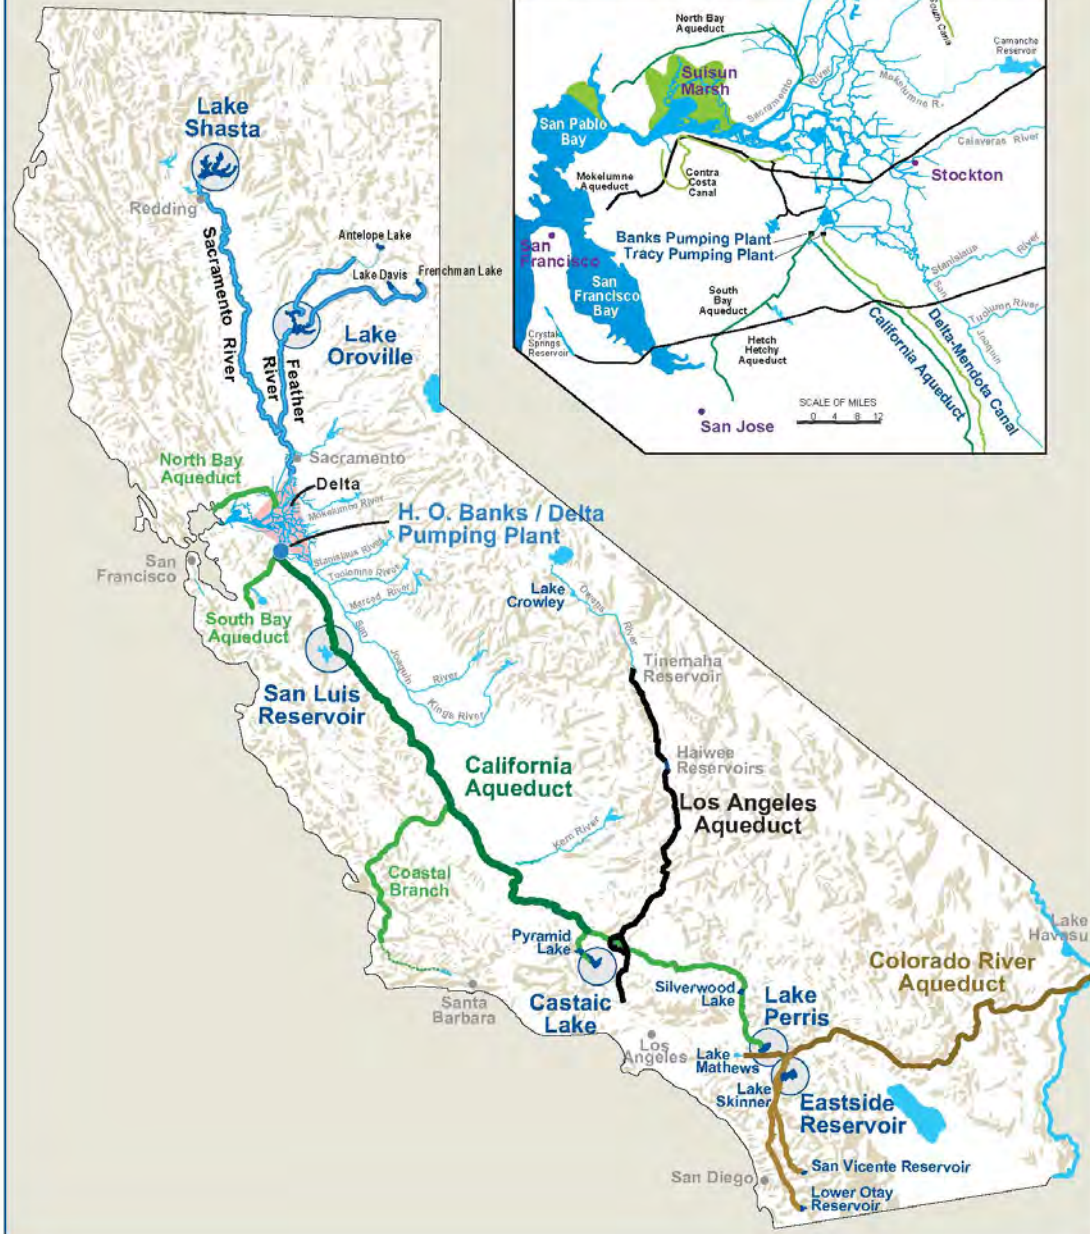 Lake
Shasta
Redding
Sacramento River
Antelope Lake
Lake Davis
Frenchman Lake
Lake
Oroville
Feather
River
North Bay
Aqueduct
Sacramento
Delta
Mokelumne River
H. O. Banks / Delta
Pumping Plant
San
Francisco
Stanislaus River
Tuolomne River
Merced River
South Bay
Aqueduct
San
Joaquin
River
Kings River
San Luis
Reservoir
Lake
Crowley
Owens
River
Tinemaha
Reservoir
Haiwee
Reservoirs
California
Aqueduct
Los Angeles
Aqueduct
Kern River
Coastal
Branch
Pyramid
Lake
Castaic
Lake
Santa
Barbara
Silverwood
Lake
Lake
Perris
Colorado River
Aqueduct
Lake
Havasu
Los
Angeles
Lake
Mathews
Lake
Skinner
Eastside
Reservoir
San Diego
San Vicente Reservoir
Lower Otay
Reservoir
North Bay
Aqueduct
South Cana
Camanche
Reservoir
Suisun
Marsh
Sacramento
River
Mokelumne R.
San Pablo
Bay
Calaveras River
Mokelumne
Aqueduct
Contra
Costa
Canal
Stockton
San
Francisco
Banks Pumping Plant
Tracy Pumping Plant
Stanislaus
River
San
Francisco
Bay
South
Bay
Aqueduct
San
Joaquin
Tuolumne River
Crystal
Springs
Reservoir
Hetch
Hetchy
Aqueduct
California Aqueduct
Delta-Mendota Canal
San Jose
SCALE OF MILES
0 4 8 12